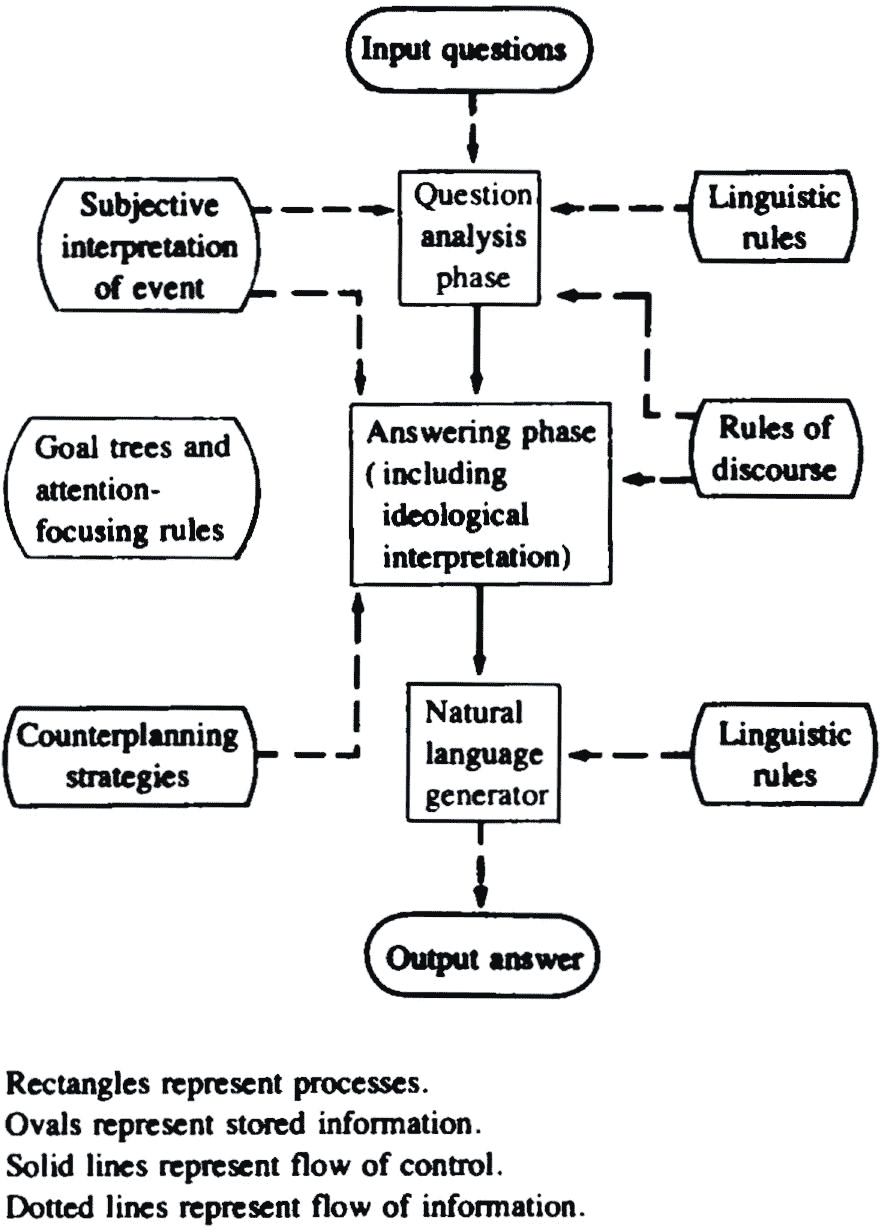 Input questions
Subjective
interpretation
of event
Question
analysis
phase
Linguistic
rules
Goal trees and
attention-
focusing rules
Answering phase
( including
ideological
interpretation)
Rules of
discourse
Counterplanning
strategies
Natural
language
generator
Linguistic
rules
Output answer
Rectangles represent processes.
Ovals represent stored information.
Solid lines represent flow of control.
Dotted lines represent flow of information.